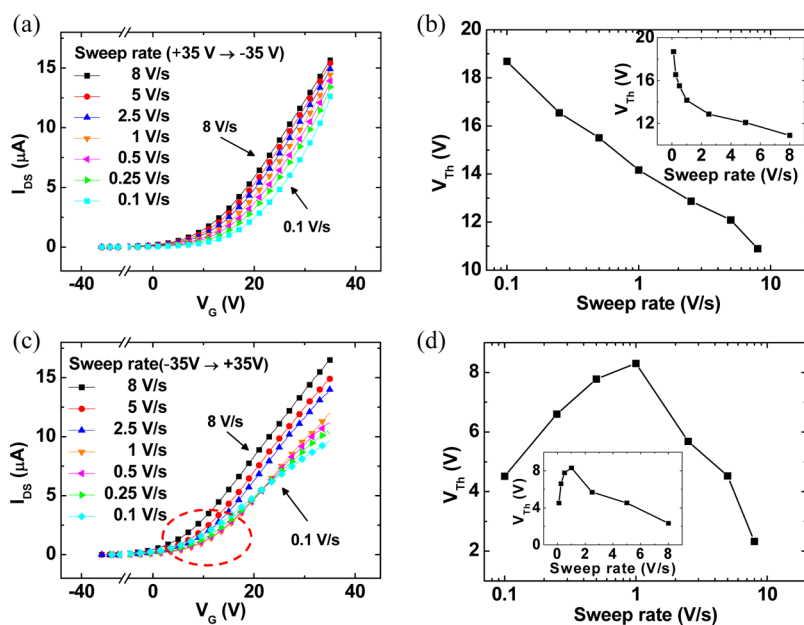 (a)
Sweep rate (+35 V → -35 V)
8 V/s
5 V/s
2.5 V/s
1 V/s
0.5 V/s
0.25 V/s
0.1 V/s
8 V/s
0.1 V/s
15
10
5
0
I_DS (μA)
-40 0 20 40
V_G (V)
(b)
20
18
16
14
12
10
V_Th (V)
0.1 1 10
Sweep rate (V/s)
20
16
12
V_Th (V)
0 2 4 6 8
Sweep rate (V/s)
(c)
Sweep rate(-35V → +35V)
8 V/s
5 V/s
2.5 V/s
1 V/s
0.5 V/s
0.25 V/s
0.1 V/s
8 V/s
0.1 V/s
15
10
5
0
I_DS (μA)
-40 0 20 40
V_G (V)
(d)
8
6
4
2
V_Th (V)
0.1 1 10
Sweep rate (V/s)
8
4
0
V_Th (V)
0 2 4 6 8
Sweep rate (V/s)